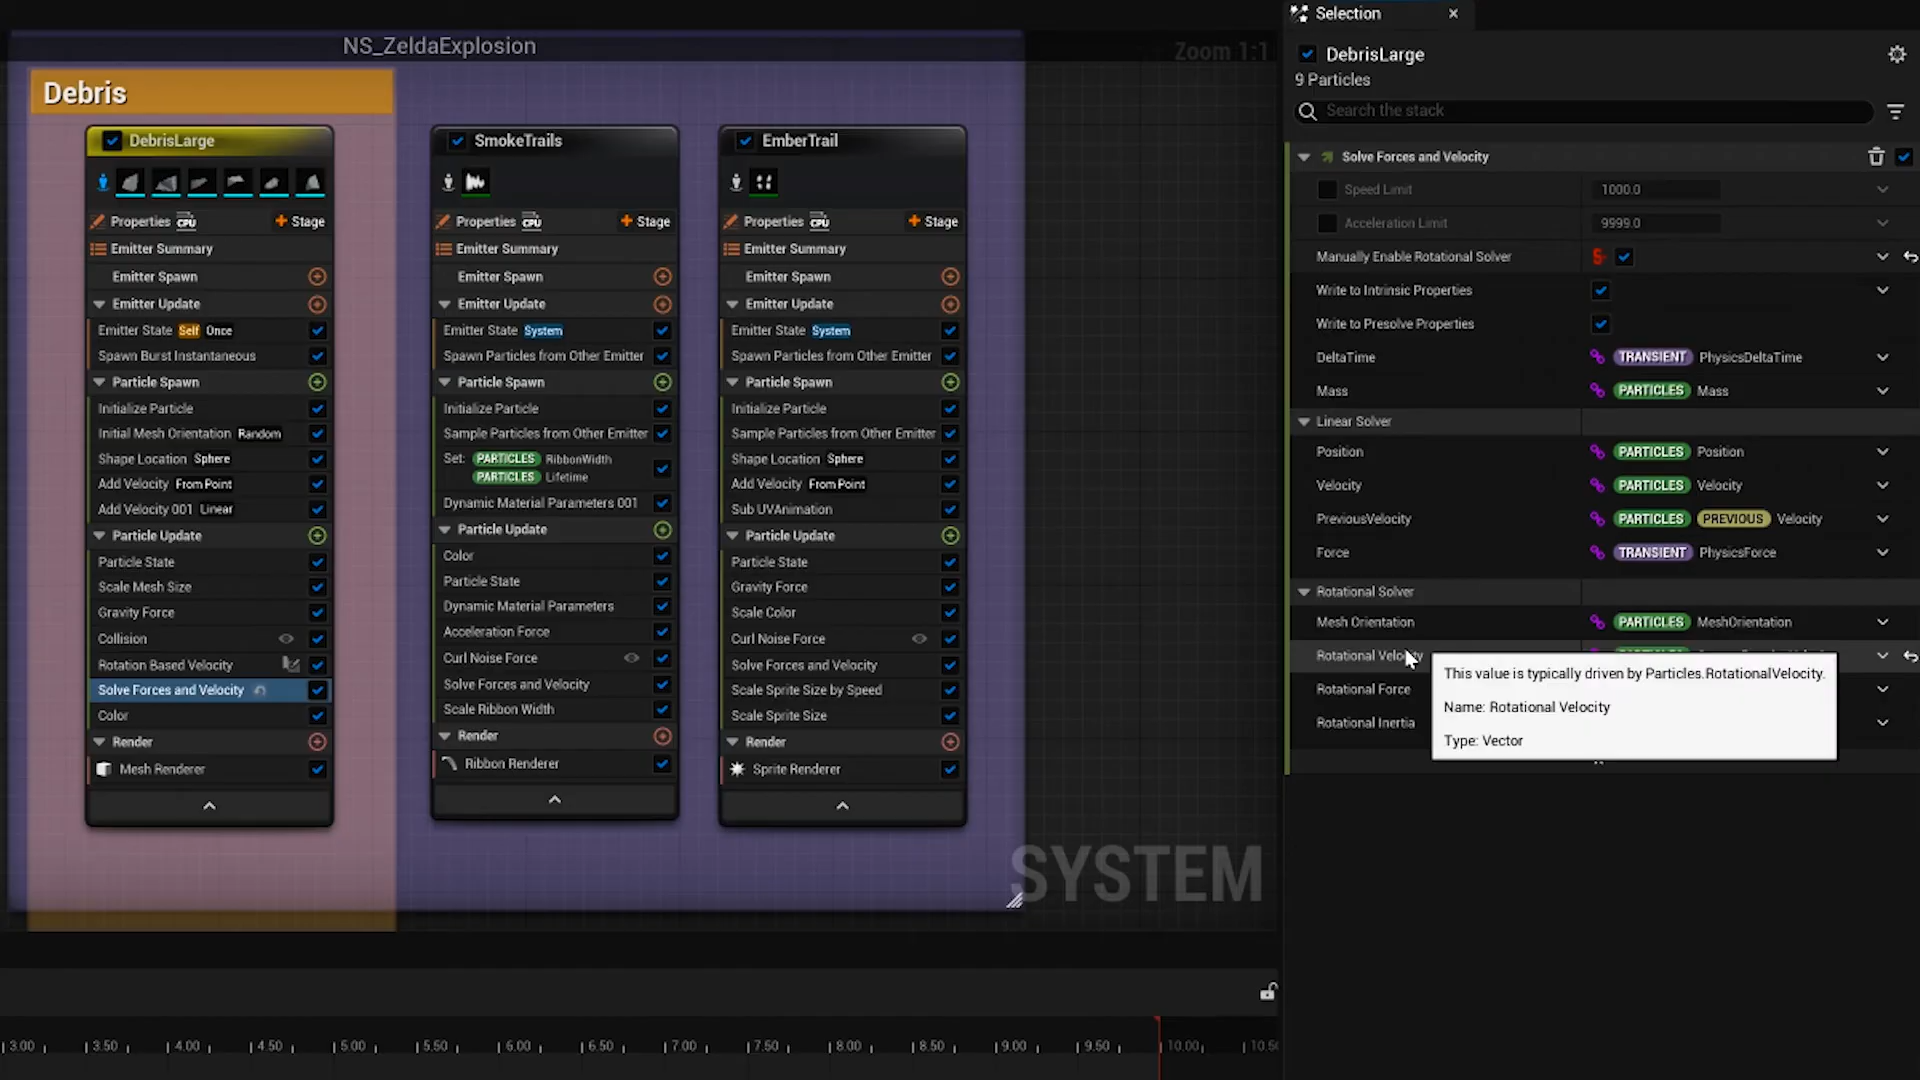 NS_ZeldaExplosion
Zoom 1:1
Debris
DebrisLarge
Properties CPU Stage
Emitter Summary
Emitter Spawn
Emitter Update
Emitter State Self Once
Spawn Burst Instantaneous
Particle Spawn
Initialize Particle
Initial Mesh Orientation Random
Shape Location Sphere
Add Velocity From Point
Add Velocity 001 Linear
Particle Update
Particle State
Scale Mesh Size
Gravity Force
Collision
Rotation Based Velocity
Solve Forces and Velocity
Color
Render
Mesh Renderer
SmokeTrails
Properties CPU Stage
Emitter Summary
Emitter Spawn
Emitter Update
Emitter State System
Spawn Particles from Other Emitter
Particle Spawn
Initialize Particle
Sample Particles from Other Emitter
Set: PARTICLES RibbonWidth
PARTICLES Lifetime
Dynamic Material Parameters 001
Particle Update
Color
Particle State
Dynamic Material Parameters
Acceleration Force
Curl Noise Force
Solve Forces and Velocity
Scale Ribbon Width
Render
Ribbon Renderer
EmberTrail
Properties CPU Stage
Emitter Summary
Emitter Spawn
Emitter Update
Emitter State System
Spawn Particles from Other Emitter
Particle Spawn
Initialize Particle
Sample Particles from Other Emitter
Shape Location Sphere
Add Velocity From Point
Sub UVAnimation
Particle Update
Particle State
Gravity Force
Scale Color
Curl Noise Force
Solve Forces and Velocity
Scale Sprite Size by Speed
Scale Sprite Size
Render
Sprite Renderer
SYSTEM
3.00 3.50 4.00 4.50 5.00 5.50 6.00 6.50 7.00 7.50 8.00 8.50 9.00 9.50 10.00
Selection
DebrisLarge
9 Particles
Search the stack
Solve Forces and Velocity
Speed Limit 1000.0
Acceleration Limit 9999.0
Manually Enable Rotational Solver
Write to Intrinsic Properties
Write to Presolve Properties
DeltaTime TRANSIENT PhysicsDeltaTime
Mass PARTICLES Mass
Linear Solver
Position PARTICLES Position
Velocity PARTICLES Velocity
PreviousVelocity PARTICLES PREVIOUS Velocity
Force TRANSIENT PhysicsForce
Rotational Solver
Mesh Orientation PARTICLES MeshOrientation
Rotational Velocity
Rotational Force
Rotational Inertia
This value is typically driven by Particles.RotationalVelocity.
Name: Rotational Velocity
Type: Vector